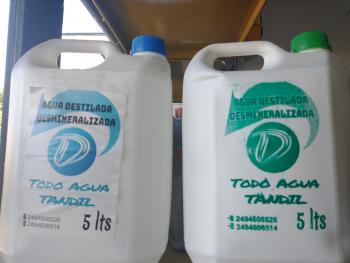 AGUA DESTILADA
DESMINERALIZADA
D
TODO AGUA
TANDIL
2494606526
2494606514
5 lts
AGUA DESTILADA
DESMINERALIZADA
D
TODO AGUA
TANDIL
2494606526
2494606514
5 lts